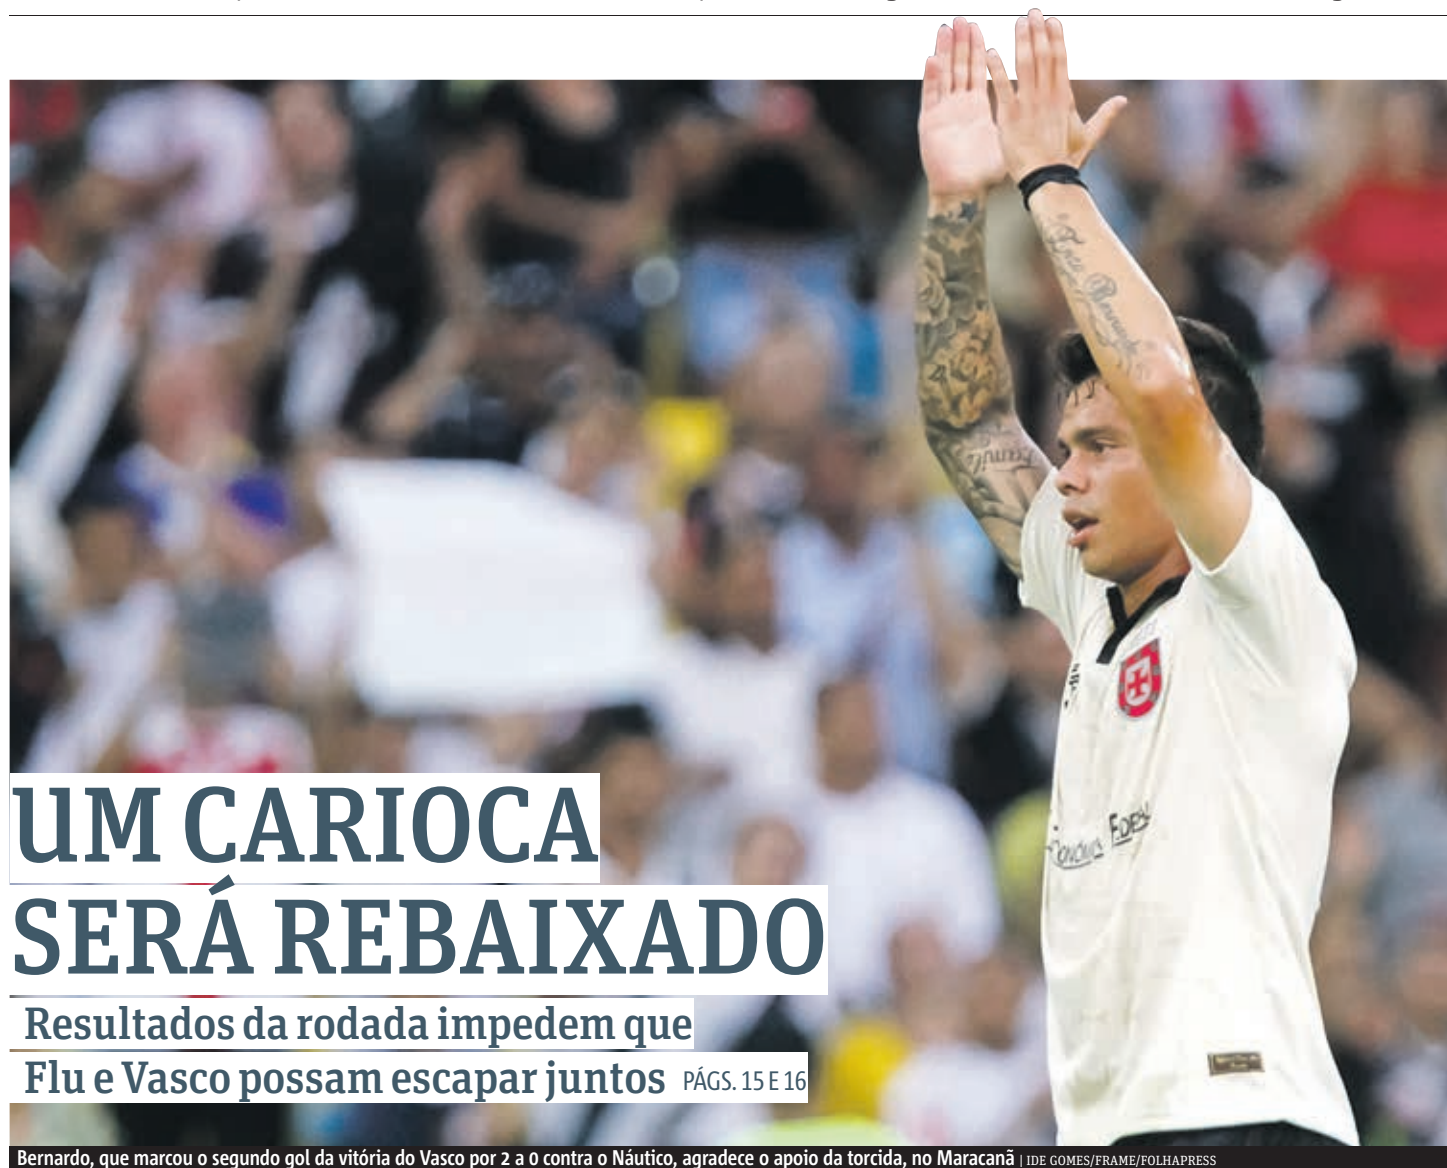 UM CARIOCA
SERÁ REBAIXADO
Resultados da rodada impedem que
Flu e Vasco possam escapar juntos PÁGS. 15 E 16
Bernardo, que marcou o segundo gol da vitória do Vasco por 2 a 0 contra o Náutico, agradece o apoio da torcida, no Maracanã | IDE GOMES/FRAME/FOLHAPRESS